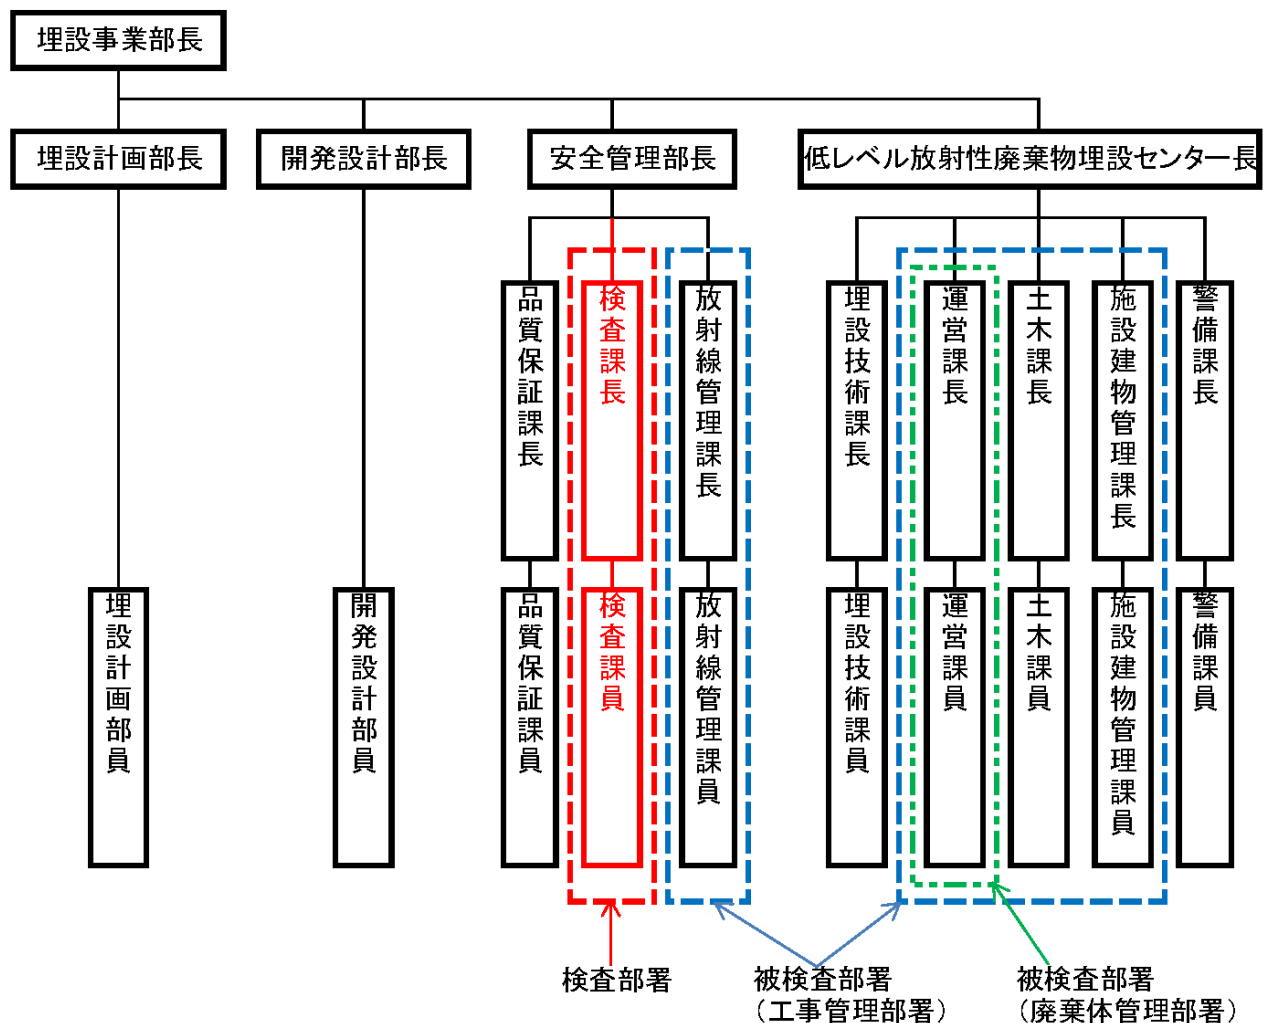 埋設事業部長
埋設計画部長
開発設計部長
安全管理部長
低レベル放射性廃棄物埋設センター長
品質保証課長
検査課長
放射線管理課長
埋設技術課長
運営課長
土木課長
施設建物管理課長
警備課長
埋設計画部員
開発設計部員
品質保証課員
検査課員
放射線管理課員
埋設技術課員
運営課員
土木課員
施設建物管理課員
警備課員
検査部署
被検査部署
（工事管理部署）
被検査部署
（廃棄体管理部署）